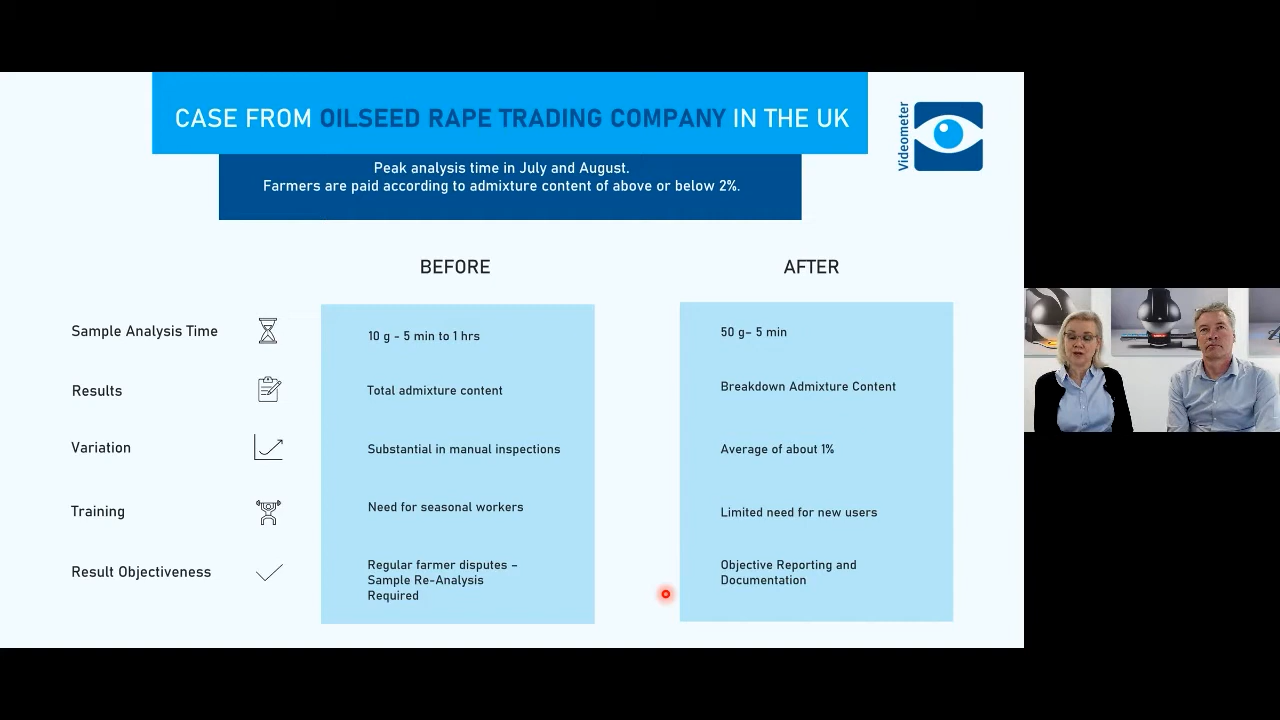 CASE FROM OILSEED RAPE TRADING COMPANY IN THE UK
Videometer
Peak analysis time in July and August.
Farmers are paid according to admixture content of above or below 2%.
BEFORE
AFTER
Sample Analysis Time
10 g - 5 min to 1 hrs
50 g– 5 min
Results
Total admixture content
Breakdown Admixture Content
Variation
Substantial in manual inspections
Average of about 1%
Training
Need for seasonal workers
Limited need for new users
Result Objectiveness
Regular farmer disputes –
Sample Re-Analysis
Required
Objective Reporting and
Documentation